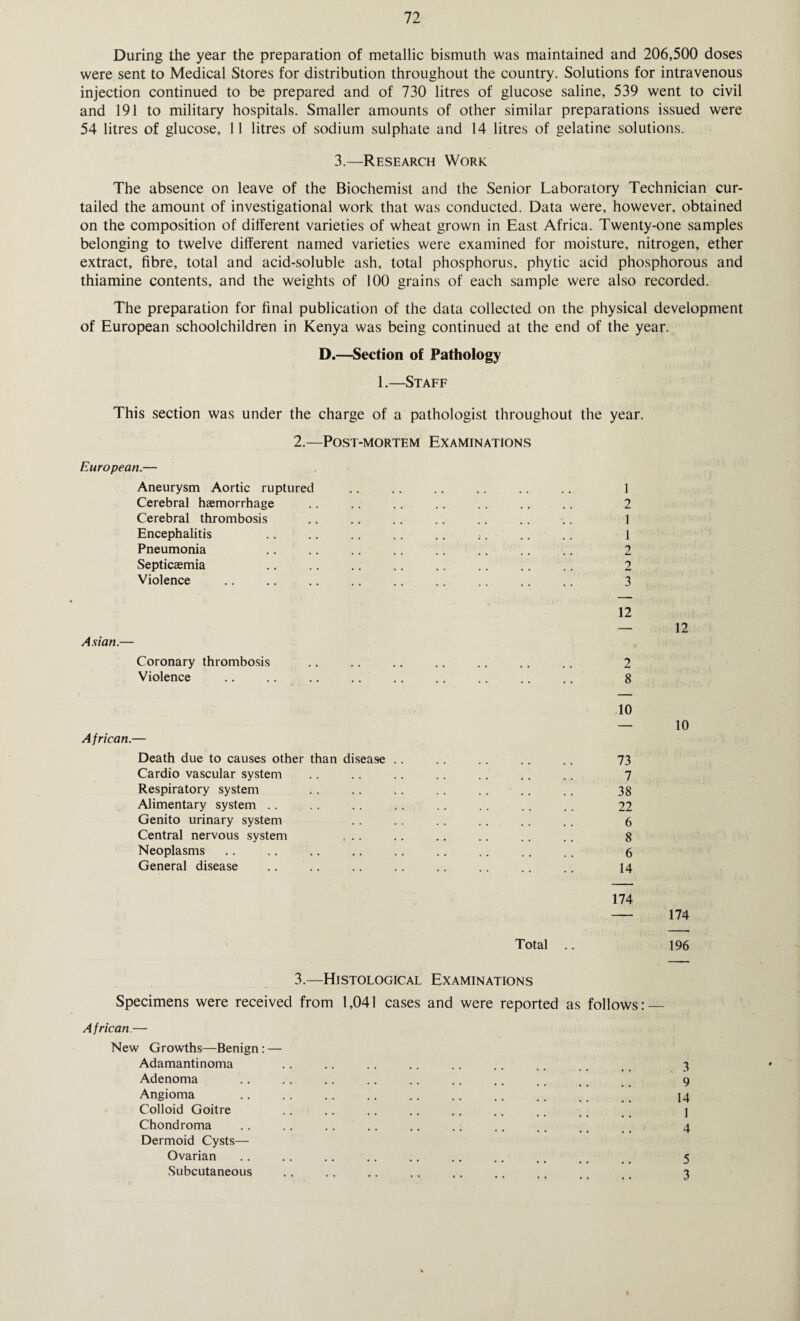 72
During the year the preparation of metallic bismuth was maintained and 206,500 doses
were sent to Medical Stores for distribution throughout the country. Solutions for intravenous
injection continued to be prepared and of 730 litres of glucose saline, 539 went to civil
and 191 to military hospitals. Smaller amounts of other similar preparations issued were
54 litres of glucose, 11 litres of sodium sulphate and 14 litres of gelatine solutions.
3.—Research Work
The absence on leave of the Biochemist and the Senior Laboratory Technician cur-
tailed the amount of investigational work that was conducted. Data were, however, obtained
on the composition of different varieties of wheat grown in East Africa. Twenty-one samples
belonging to twelve different named varieties were examined for moisture, nitrogen, ether
extract, fibre, total and acid-soluble ash, total phosphorus, phytic acid phosphorous and
thiamine contents, and the weights of 100 grains of each sample were also recorded.
The preparation for final publication of the data collected on the physical development
of European schoolchildren in Kenya was being continued at the end of the year.
D.—Section of Pathology
1.—Staff
This section was under the charge of a pathologist throughout the year.
2.—Post-mortem Examinations
European.—
Aneurysm Aortic ruptured .. .. .. .. .. .. 1
Cerebral hæmorrhage .. .. .. .. .. .. .. 2
Cerebral thrombosis .. .. .. .. .. .. .. 1
Encephalitis .. .. .. .. .. .. .. .. 1
Pneumonia .. .. .. .. .. .. .. .. 2
Septicæmia .. .. .. .. .. .. .. .. 2
Violence .. .. .. .. .. .. .. .. .. 3
12
— 12
Asian.—
Coronary thrombosis .. .. .. .. .. .. .. 2
Violence .. .. .. .. .. .. .. .. .. 8
10
— 10
African.—
Death due to causes other than disease .. .. .. .. .. 73
Cardio vascular system .. .. .. .. .. .. .. 7
Respiratory system .. .. .. .. .. .. .. 38
Alimentary system .. .. .. .. .. .. .. .. 22
Genito urinary system .. .. .. .. .. .. 6
Central nervous system .. .. .. .. .. .. .. 8
Neoplasms .. .. .. .. .. .. .. .. .. 6
General disease .. .. .. .. .. .. .. .. 14
174
— 174
Total .. 196
3.—Histological Examinations
Specimens were received from 1,041 cases and were reported as follows:—
African.—
New Growths—Benign:—
Adamantinoma .. .. .. .. .. .. .. .. .. 3
Adenoma .. .. .. .. .. .. .. .. .. .. 9
Angioma .. .. .. .. .. .. .. .. .. .. 14
Colloid Goitre .. .. .. .. .. .. .. .. .. 1
Chondroma .. .. .. .. .. .. .. .. .. .. 4
Dermoid Cysts—
Ovarian .. .. .. .. .. .. .. .. .. .. 5
Subcutaneous .. .. .. .. .. .. .. .. .. 3